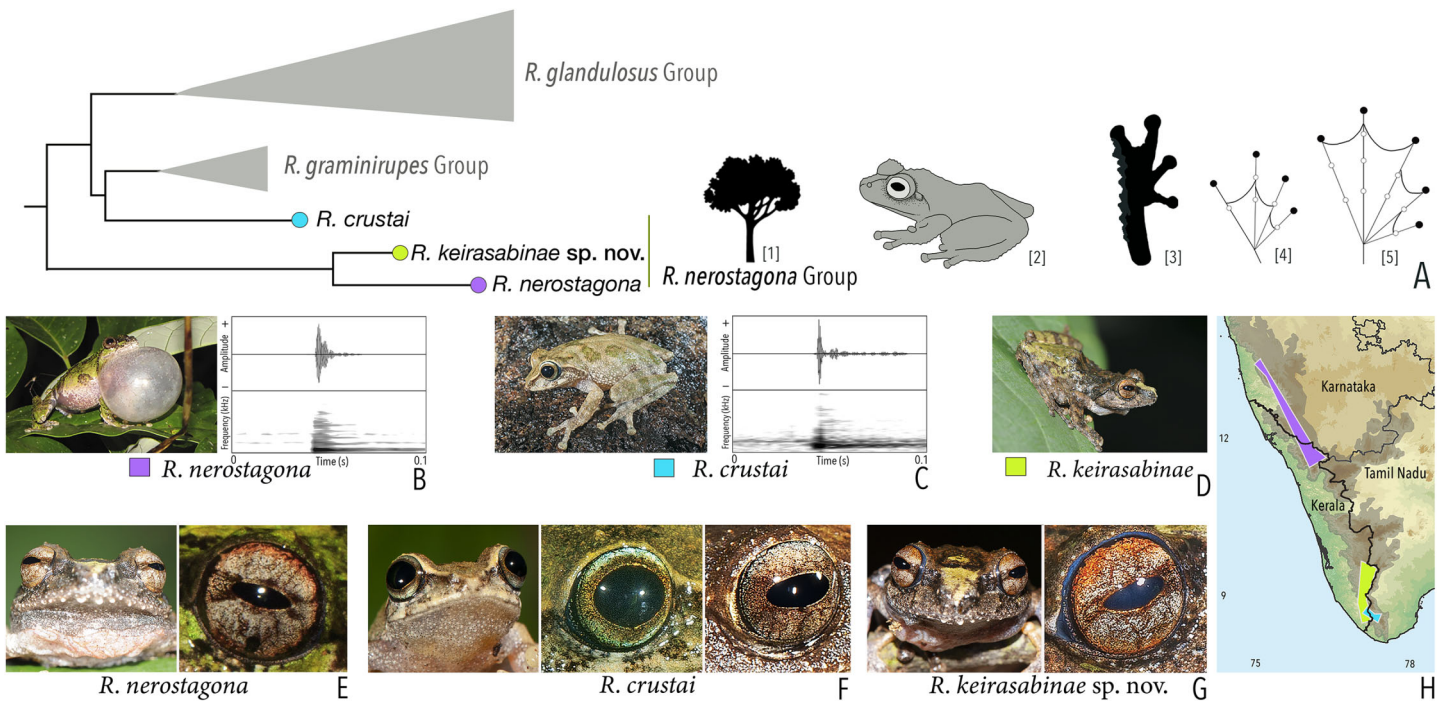 R. glandulosus Group
R. graminirupes Group
R. crustai
R. keirasabinae sp. nov.
R. nerostagona
R. nerostagona Group
[1]
[2]
[3]
[4]
[5]
A
+
Amplitude
–
Frequency (kHz)
0
Time (s)
0.1
R. nerostagona
B
+
Amplitude
–
Frequency (kHz)
0
Time (s)
0.1
R. crustai
C
R. keirasabinae
D
Karnataka
Tamil Nadu
Kerala
12
9
75
78
H
R. nerostagona
E
R. crustai
F
R. keirasabinae sp. nov.
G